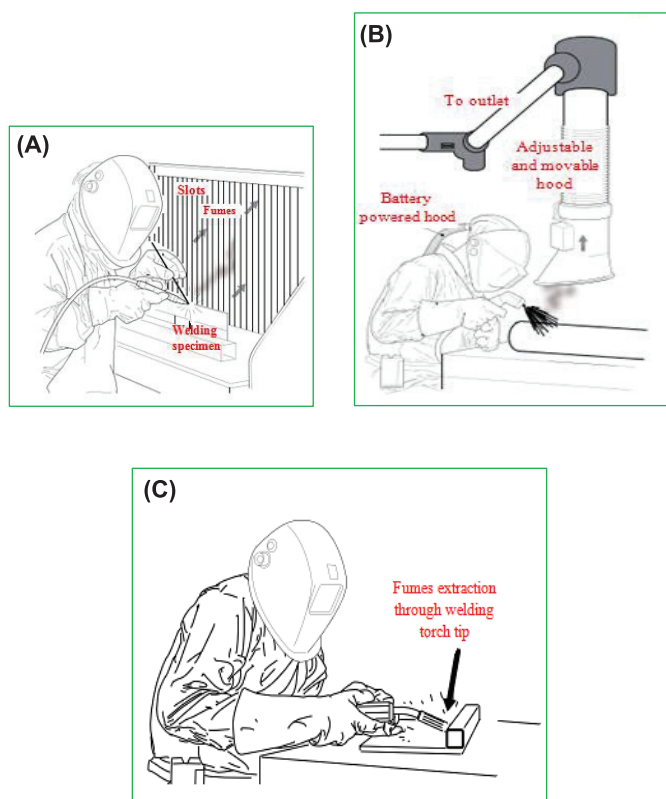 (A)
Slots
Fumes
Welding
specimen
(B)
To outlet
Adjustable
and movable
hood
Battery
powered hood
(C)
Fumes extraction
through welding
torch tip